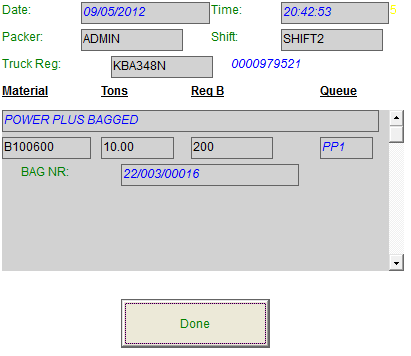 Date: 09/05/2012 Time: 20:42:53 5
Packer: ADMIN Shift: SHIFT2
Truck Reg: KBA348N 0000979521
Material Tons Req B Queue
POWER PLUS BAGGED
B100600 10.00 200 PP1
BAG NR: 22/003/00016
Done